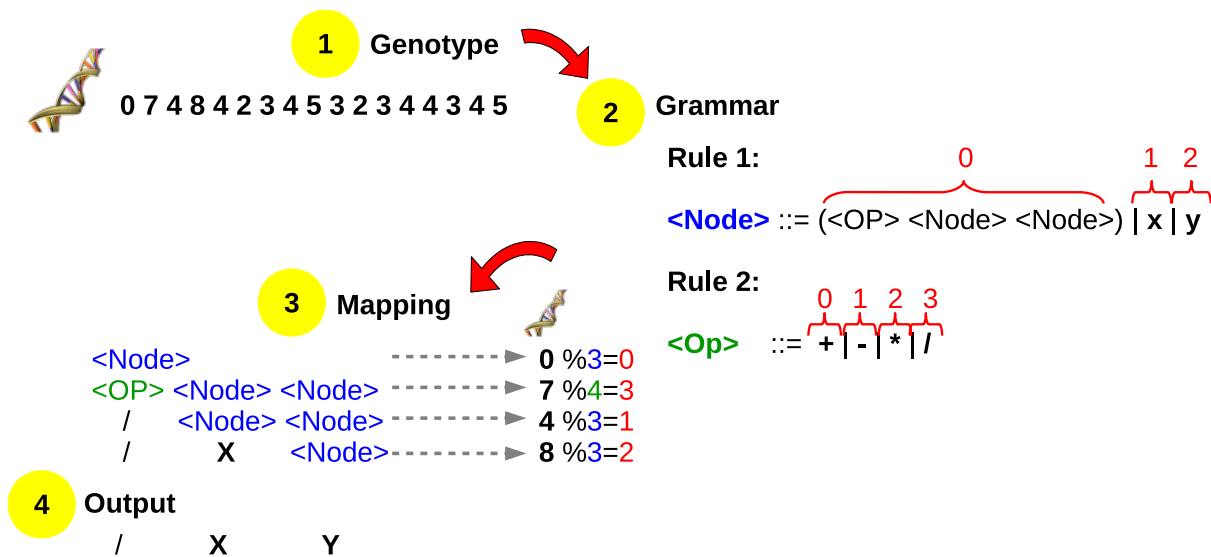 1 Genotype
0 7 4 8 4 2 3 4 5 3 2 3 4 4 3 4 5
2 Grammar
Rule 1:
0 1 2
<Node> ::= (<OP> <Node> <Node>) | x | y
Rule 2:
0 1 2 3
<Op> ::= + | - | * | /
3 Mapping
<Node> 0 %3=0
<OP> <Node> <Node> 7 %4=3
/ <Node> <Node> 4 %3=1
/ X <Node> 8 %3=2
4 Output
/ X Y